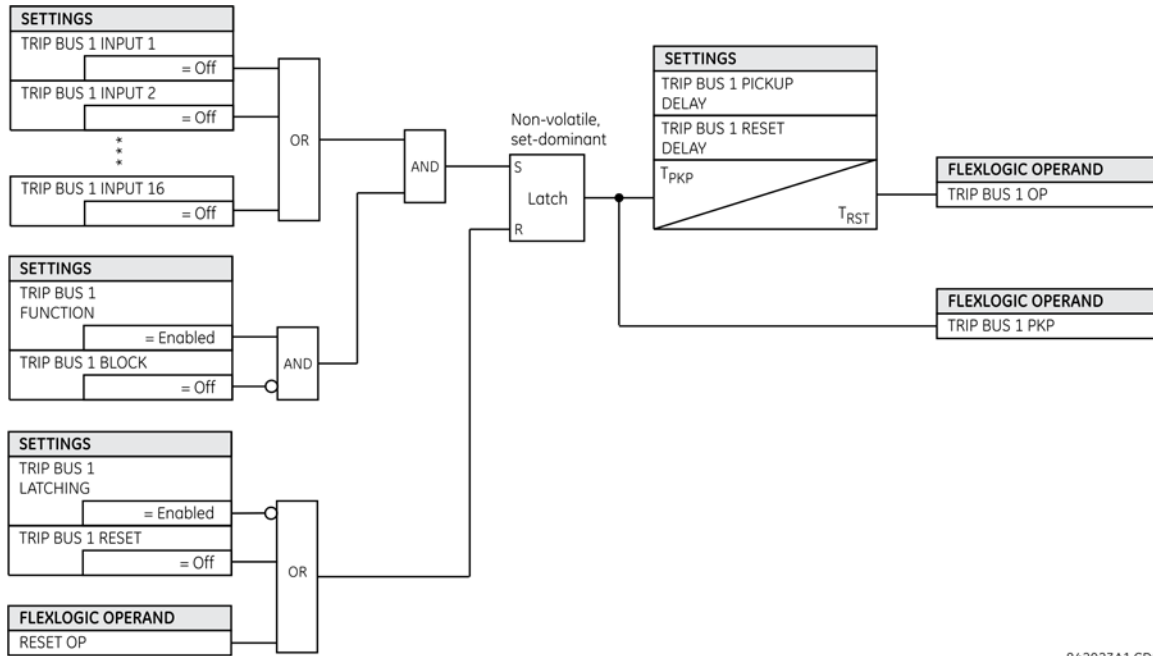 SETTINGS
TRIP BUS 1 INPUT 1
= Off
TRIP BUS 1 INPUT 2
= Off
***
TRIP BUS 1 INPUT 16
= Off
OR
SETTINGS
TRIP BUS 1
FUNCTION
= Enabled
TRIP BUS 1 BLOCK
= Off
AND
AND
SETTINGS
TRIP BUS 1
LATCHING
= Enabled
TRIP BUS 1 RESET
= Off
OR
FLEXLOGIC OPERAND
RESET OP
Non-volatile,
set-dominant
S
Latch
R
SETTINGS
TRIP BUS 1 PICKUP
DELAY
TRIP BUS 1 RESET
DELAY
TPKP
TRST
FLEXLOGIC OPERAND
TRIP BUS 1 OP
FLEXLOGIC OPERAND
TRIP BUS 1 PKP